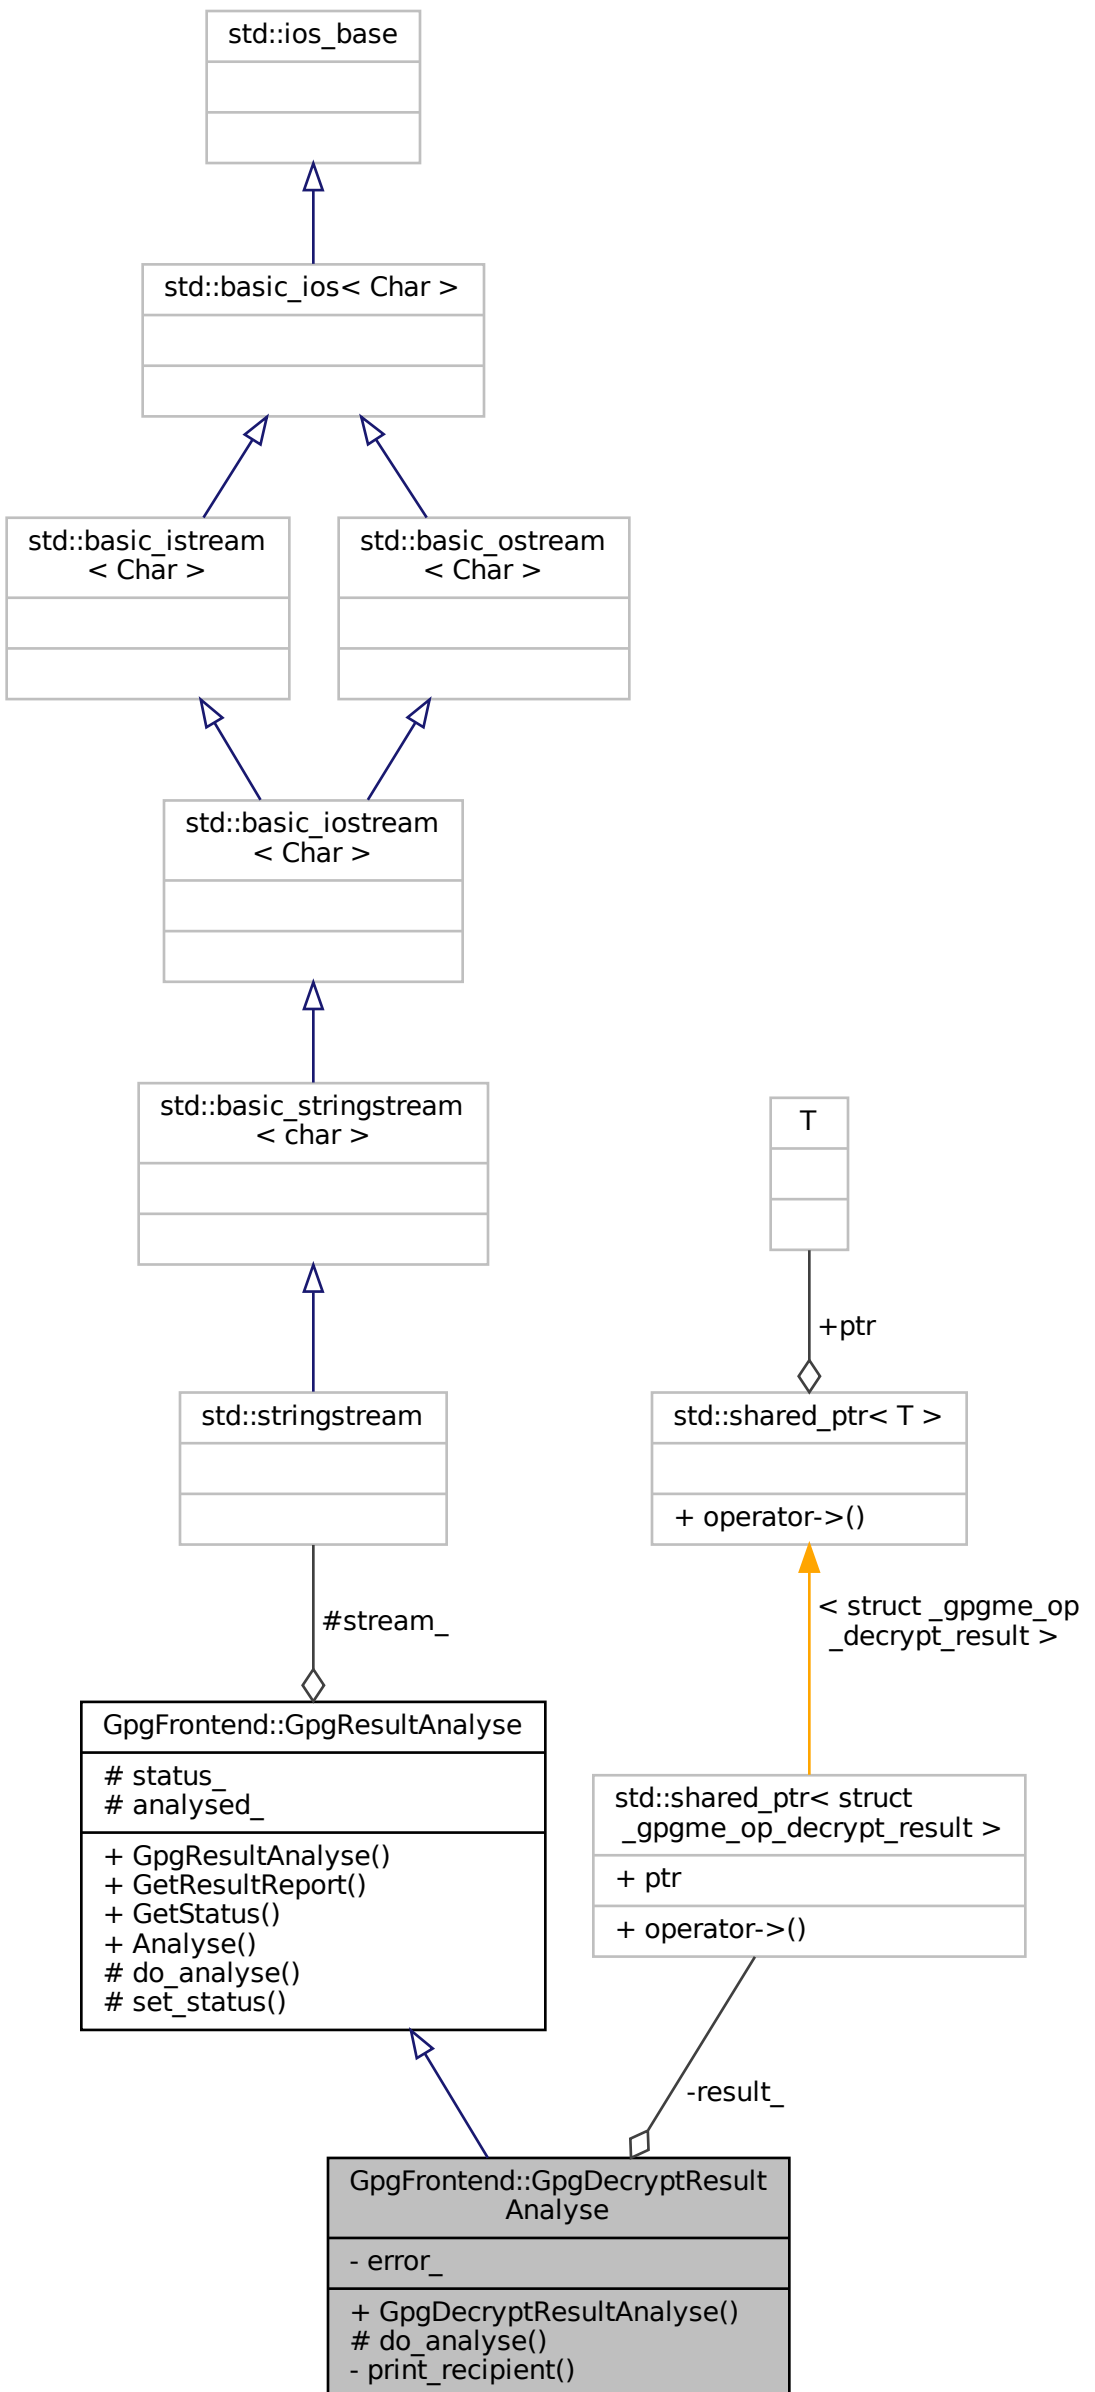 std::ios_base
std::basic_ios< Char >
std::basic_istream
< Char >
std::basic_ostream
< Char >
std::basic_iostream
< Char >
std::basic_stringstream
< char >
T
+ptr
std::stringstream
std::shared_ptr< T >
+ operator->()
#stream_
< struct _gpgme_op
_decrypt_result >
GpgFrontend::GpgResultAnalyse
# status_
# analysed_
+ GpgResultAnalyse()
+ GetResultReport()
+ GetStatus()
+ Analyse()
# do_analyse()
# set_status()
std::shared_ptr< struct
_gpgme_op_decrypt_result >
+ ptr
+ operator->()
-result_
GpgFrontend::GpgDecryptResult
Analyse
- error_
+ GpgDecryptResultAnalyse()
# do_analyse()
- print_recipient()